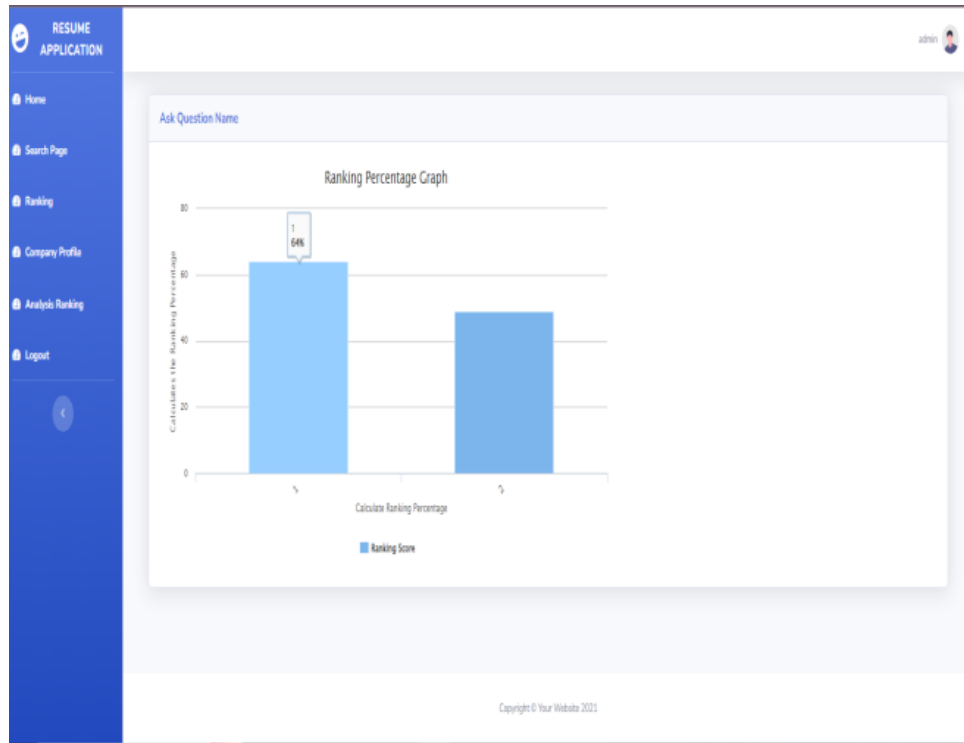 RESUME
APPLICATION
admin
Home
Search Page
Ranking
Company Profile
Analysis Ranking
Logout
Ask Question Name
Ranking Percentage Graph
Calculates the Ranking Percentage
80
60
40
20
0
1
64%
1
2
Calculate Ranking Percentage
Ranking Score
Copyright © Your Website 2021